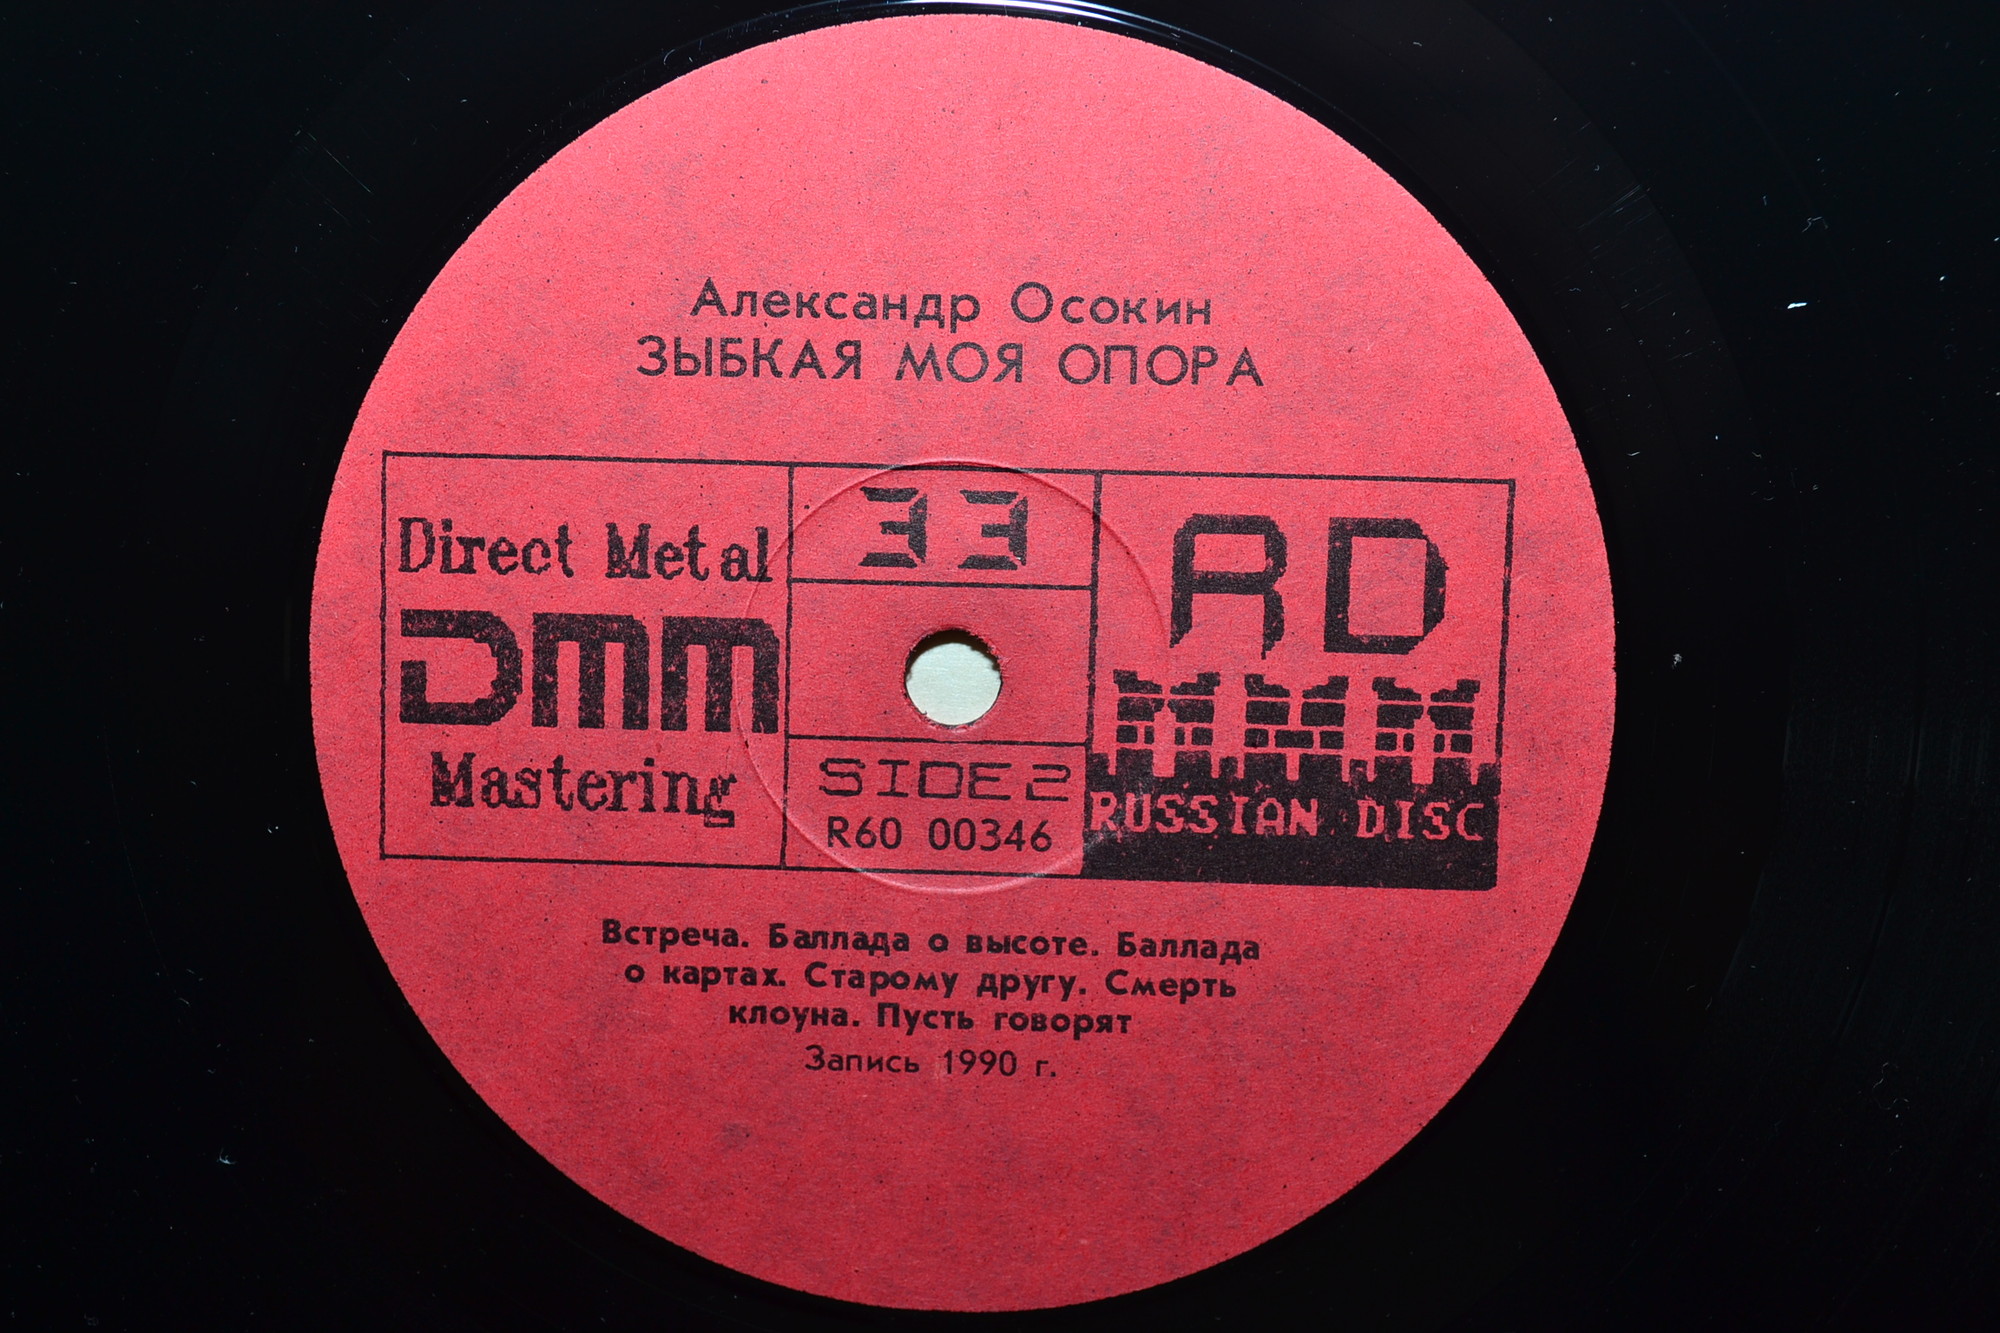 Александр Осокин
ЗЫБКАЯ МОЯ ОПОРА
Direct Metal
DMM
Mastering
33
SIDE 2
R60 00346
RD
RUSSIAN DISC
Встреча. Баллада о высоте. Баллада
о картах. Старому другу. Смерть
клоуна. Пусть говорят
Запись 1990 г.